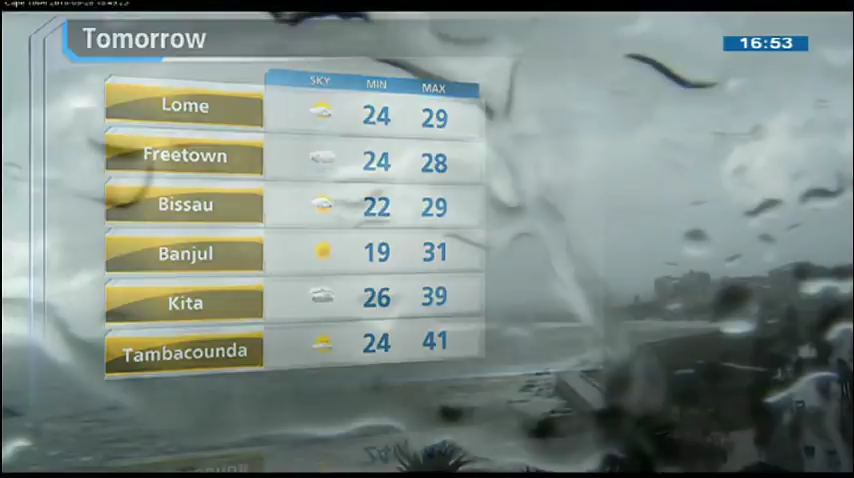 Tomorrow
16:53
SKY MIN MAX
Lome 24 29
Freetown 24 28
Bissau 22 29
Banjul 19 31
Kita 26 39
Tambacounda 24 41